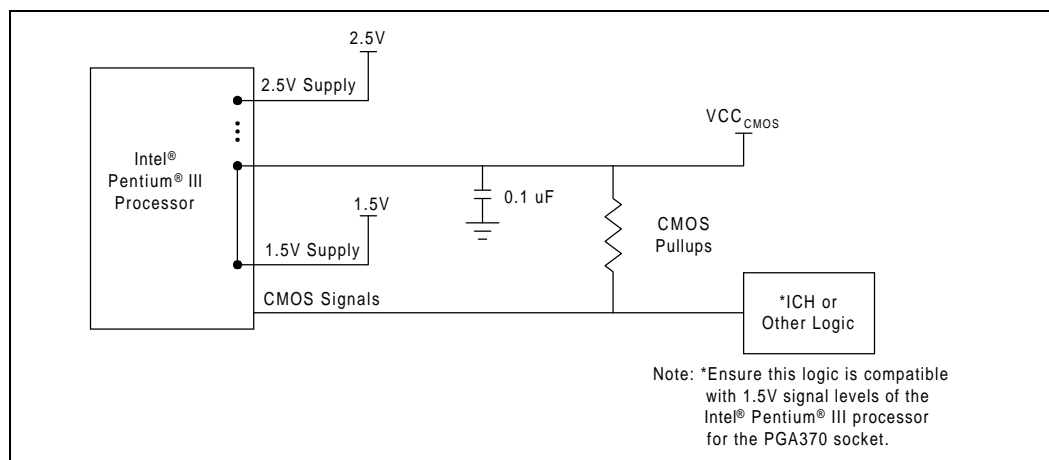 2.5V
2.5V Supply
VCC CMOS
Intel® Pentium® III Processor
0.1 uF
1.5V
CMOS Pullups
1.5V Supply
CMOS Signals
*ICH or Other Logic
Note: *Ensure this logic is compatible
with 1.5V signal levels of the
Intel® Pentium® III processor
for the PGA370 socket.